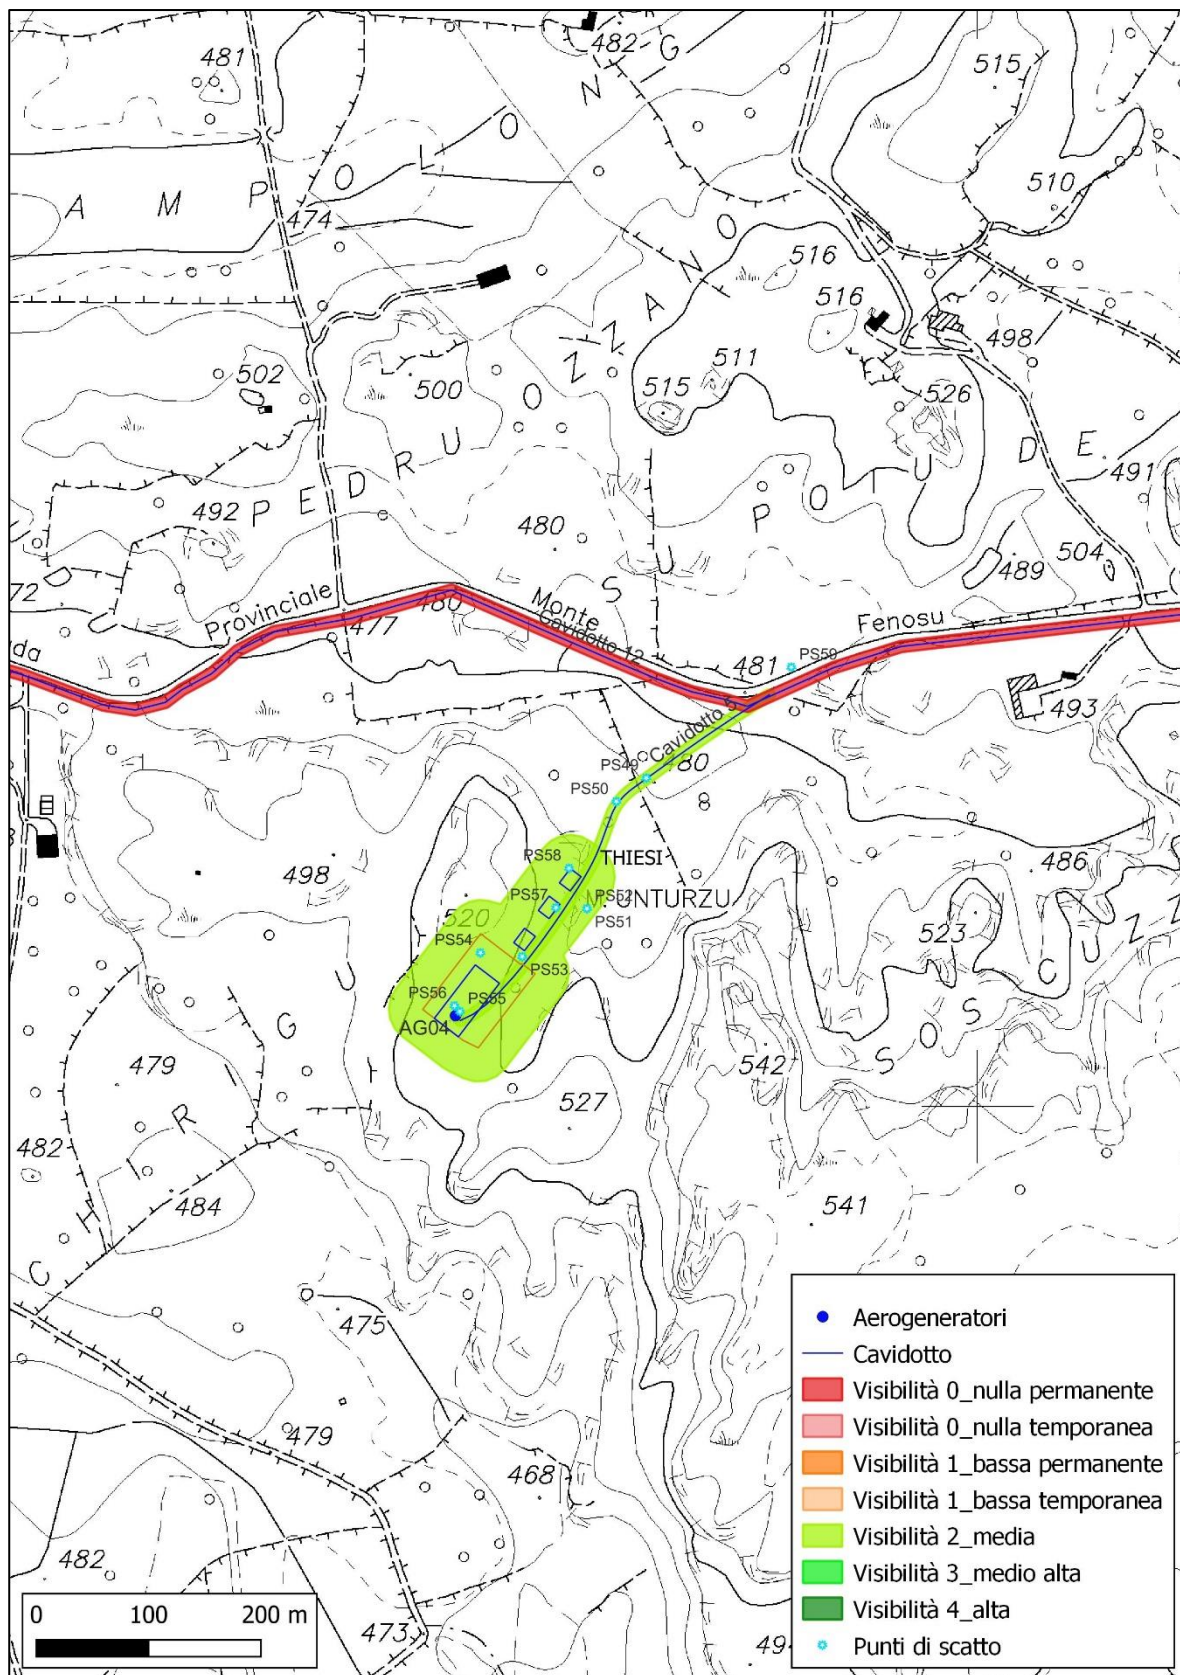 481
482
515
N G
A M P O L O
474
510
516
516
498
511
515
502
500
526
O Z Z A N O
P E D R U
S U P O I U
D E
491
492
480
504
489
72
Provinciale
480
Monte
Fenosu
da
477
Cavidotto 12
481
PS59
493
Cavidotto 5
480
PS49
PS50
486
PS58
THIESI
498
PS57
PS52
M. UNTURZU
520
PS51
523
PS54
PS53
PS56
PS55
AG04
C H I R G U
S O S C U Z Z
479
542
527
482
484
541
475
479
468
482
473
0 100 200 m
Aerogeneratori
Cavidotto
Visibilità 0_nulla permanente
Visibilità 0_nulla temporanea
Visibilità 1_bassa permanente
Visibilità 1_bassa temporanea
Visibilità 2_media
Visibilità 3_medio alta
Visibilità 4_alta
Punti di scatto